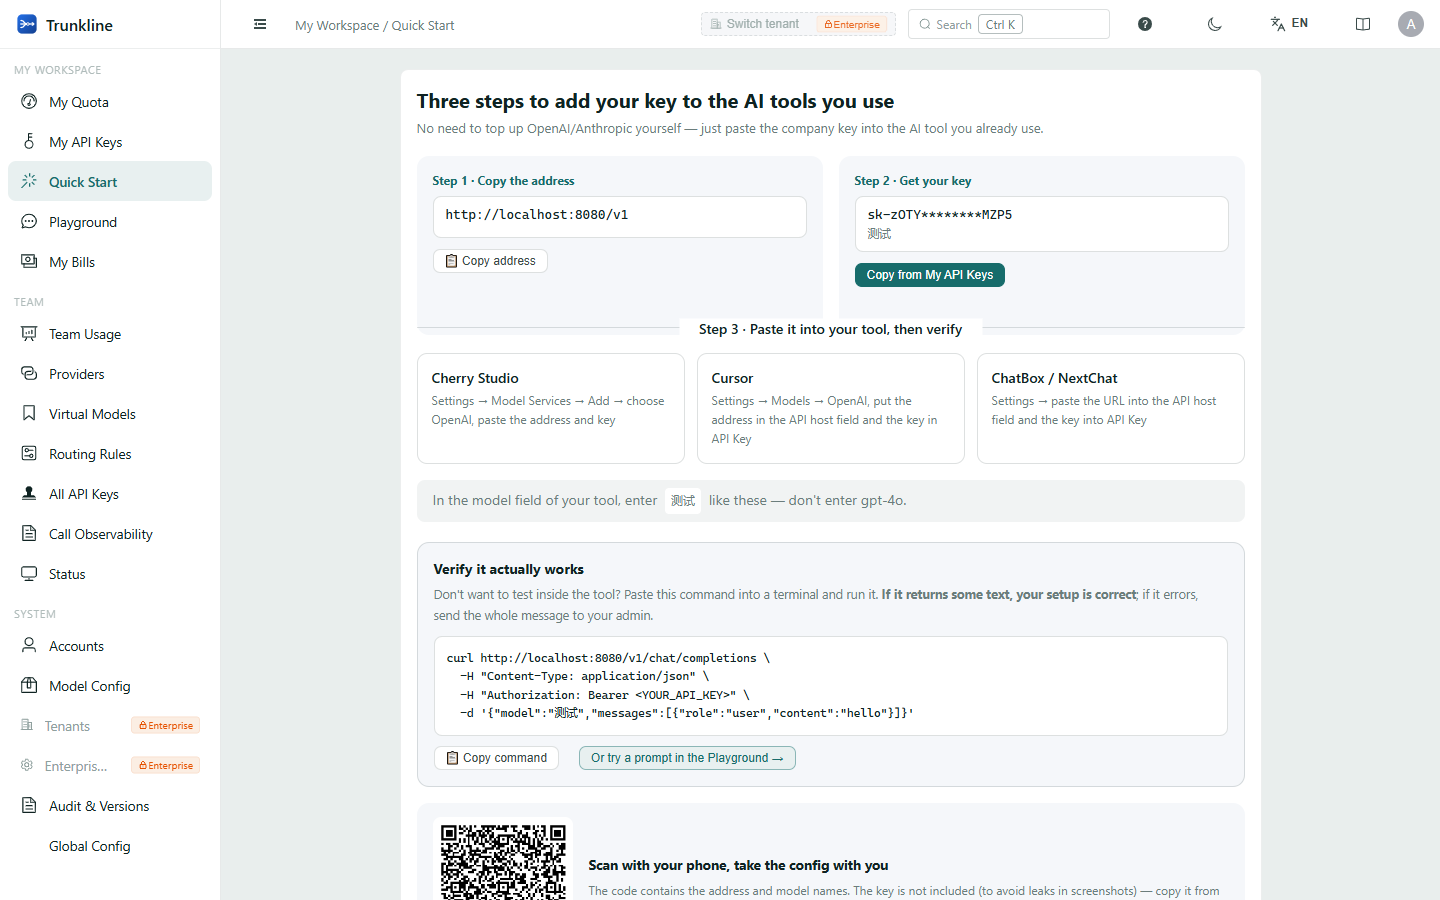 Trunkline
My Workspace / Quick Start
Switch tenant
Enterprise
Search
Ctrl K
EN
A
MY WORKSPACE
My Quota
My API Keys
Quick Start
Playground
My Bills
TEAM
Team Usage
Providers
Virtual Models
Routing Rules
All API Keys
Call Observability
Status
SYSTEM
Accounts
Model Config
Tenants
Enterprise
Enterpris...
Enterprise
Audit & Versions
Global Config
Three steps to add your key to the AI tools you use
No need to top up OpenAI/Anthropic yourself — just paste the company key into the AI tool you already use.
Step 1 · Copy the address
http://localhost:8080/v1
Copy address
Step 2 · Get your key
sk-zOTY********MZP5
测试
Copy from My API Keys
Step 3 · Paste it into your tool, then verify
Cherry Studio
Settings → Model Services → Add → choose
OpenAI, paste the address and key
Cursor
Settings → Models → OpenAI, put the
address in the API host field and the key in
API Key
ChatBox / NextChat
Settings → paste the URL into the API host
field and the key into API Key
In the model field of your tool, enter 测试 like these — don't enter gpt-4o.
Verify it actually works
Don't want to test inside the tool? Paste this command into a terminal and run it. If it returns some text, your setup is correct; if it errors,
send the whole message to your admin.
curl http://localhost:8080/v1/chat/completions \
-H "Content-Type: application/json" \
-H "Authorization: Bearer <YOUR_API_KEY>" \
-d '{"model":"测试","messages":[{"role":"user","content":"hello"}]}'
Copy command
Or try a prompt in the Playground →
Scan with your phone, take the config with you
The code contains the address and model names. The key is not included (to avoid leaks in screenshots) — copy it from